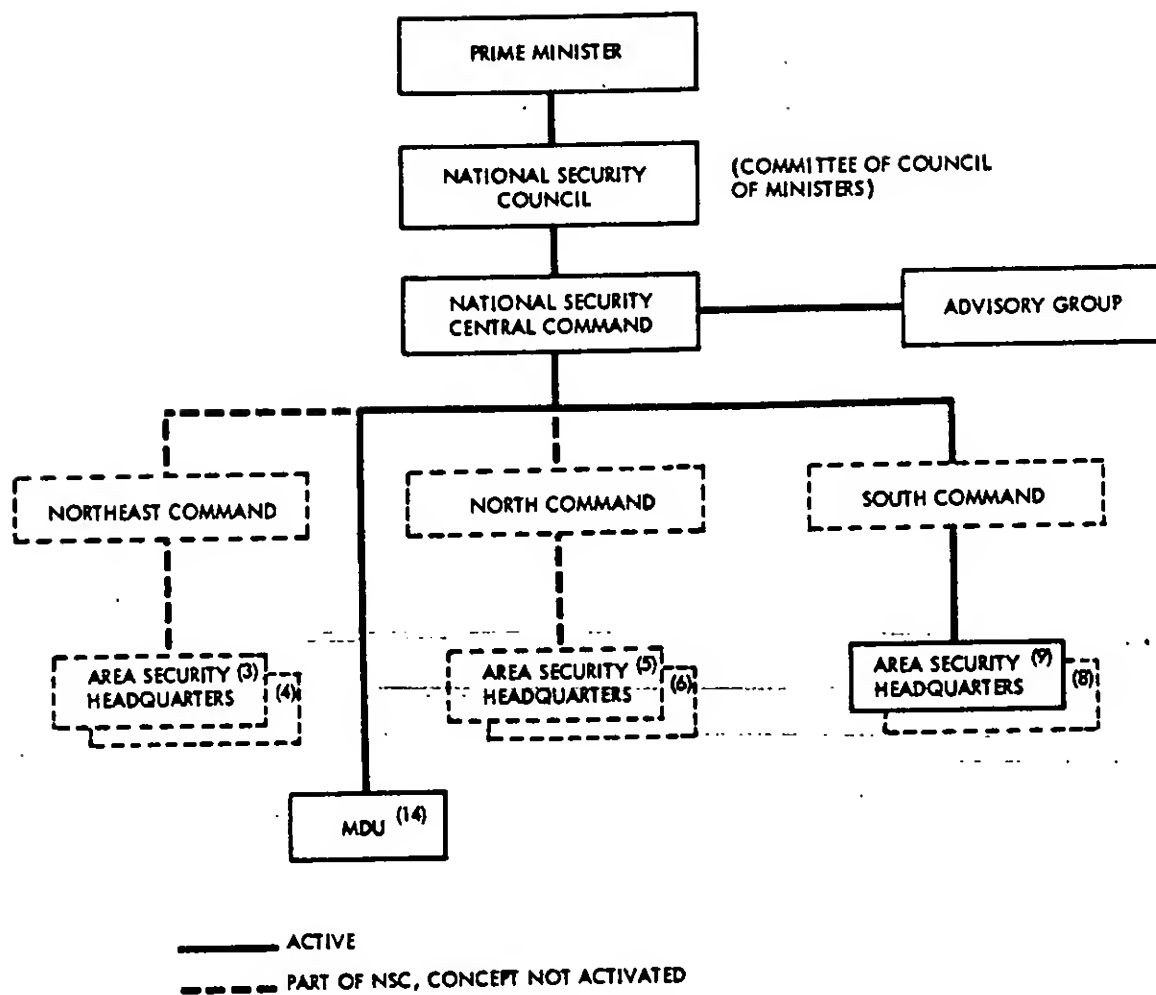 PRIME MINISTER
NATIONAL SECURITY
COUNCIL
(COMMITTEE OF COUNCIL
OF MINISTERS)
NATIONAL SECURITY
CENTRAL COMMAND
ADVISORY GROUP
NORTHEAST COMMAND
NORTH COMMAND
SOUTH COMMAND
AREA SECURITY (3)
HEADQUARTERS
(4)
AREA SECURITY (5)
HEADQUARTERS
(6)
AREA SECURITY (9)
HEADQUARTERS
(8)
MDU (14)
ACTIVE
PART OF NSC, CONCEPT NOT ACTIVATED